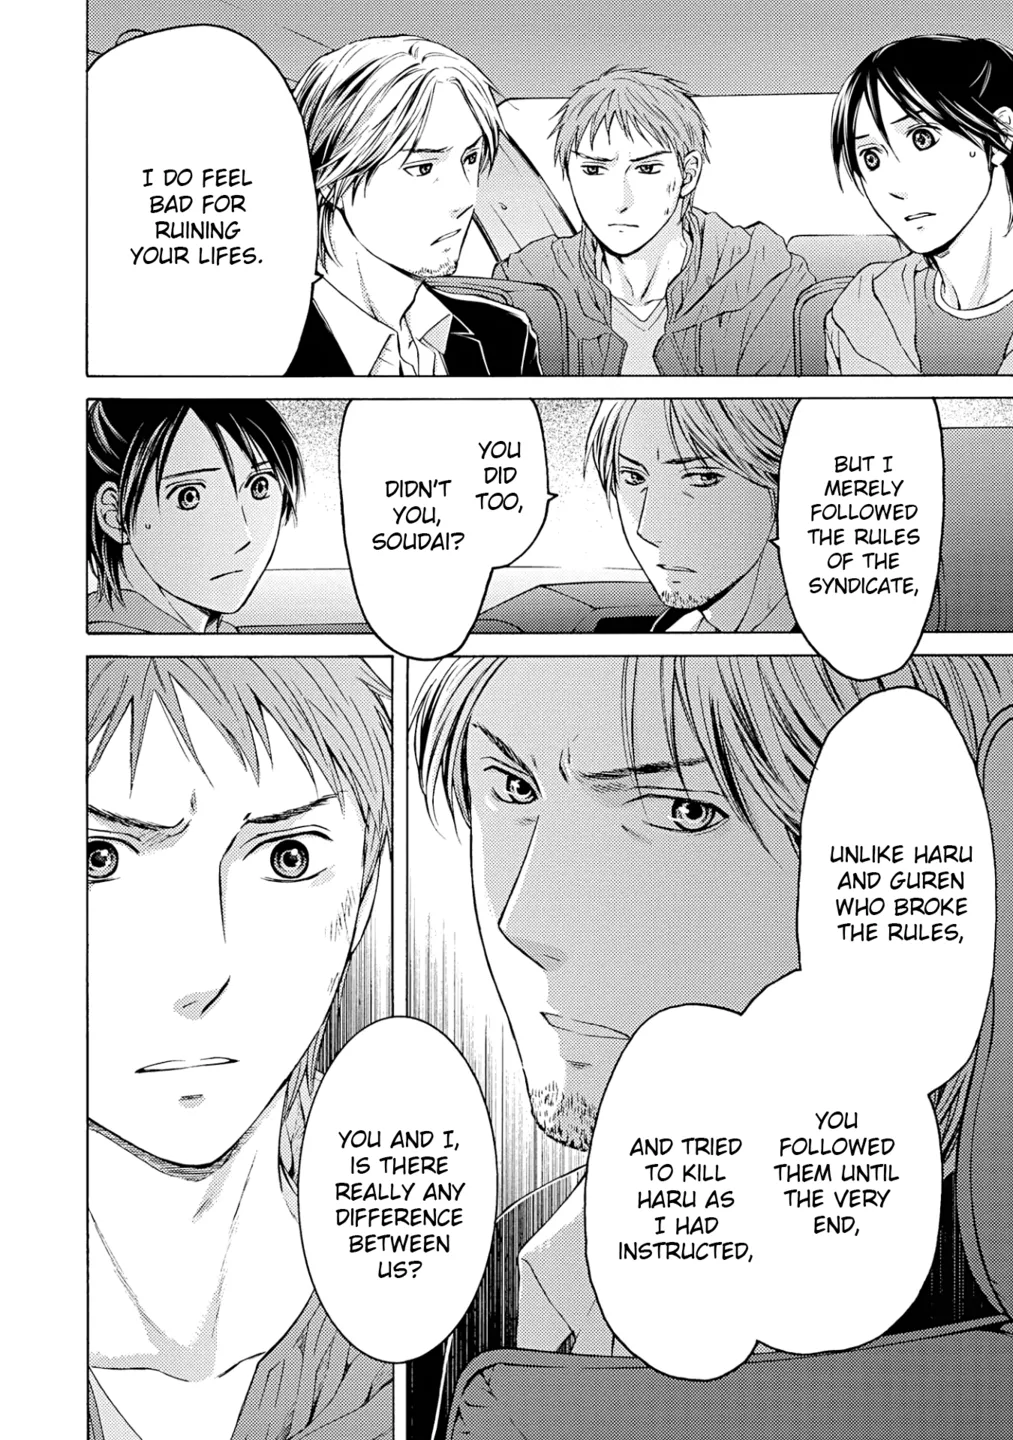 I DO FEEL
BAD FOR
RUINING
YOUR LIFES.
BUT I
MERELY
FOLLOWED
THE RULES
OF THE
SYNDICATE,
YOU
DID
TOO,
DIDN'T
YOU,
SOUDAI?
UNLIKE HARU
AND GUREN
WHO BROKE
THE RULES,
YOU
FOLLOWED
THEM UNTIL
THE VERY
END,
AND TRIED
TO KILL
HARU AS
I HAD
INSTRUCTED,
YOU AND I,
IS THERE
REALLY ANY
DIFFERENCE
BETWEEN
US?